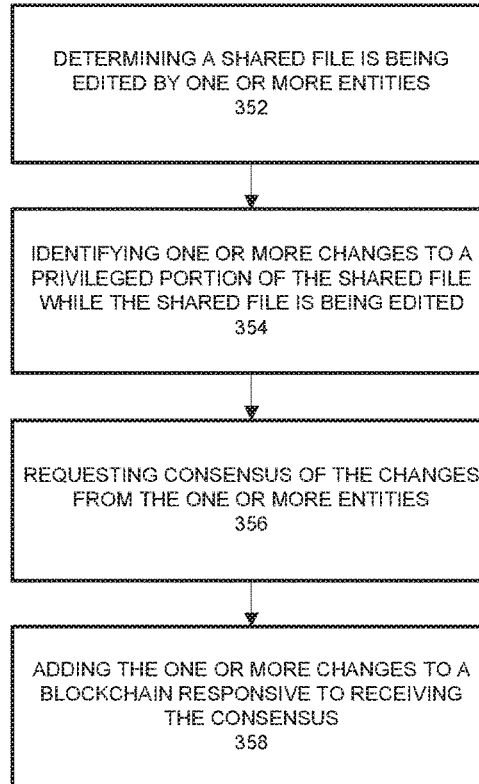 DETERMINING A SHARED FILE IS BEING
EDITED BY ONE OR MORE ENTITIES
352
IDENTIFYING ONE OR MORE CHANGES TO A
PRIVILEGED PORTION OF THE SHARED FILE
WHILE THE SHARED FILE IS BEING EDITED
354
REQUESTING CONSENSUS OF THE CHANGES
FROM THE ONE OR MORE ENTITIES
356
ADDING THE ONE OR MORE CHANGES TO A
BLOCKCHAIN RESPONSIVE TO RECEIVING
THE CONSENSUS
358